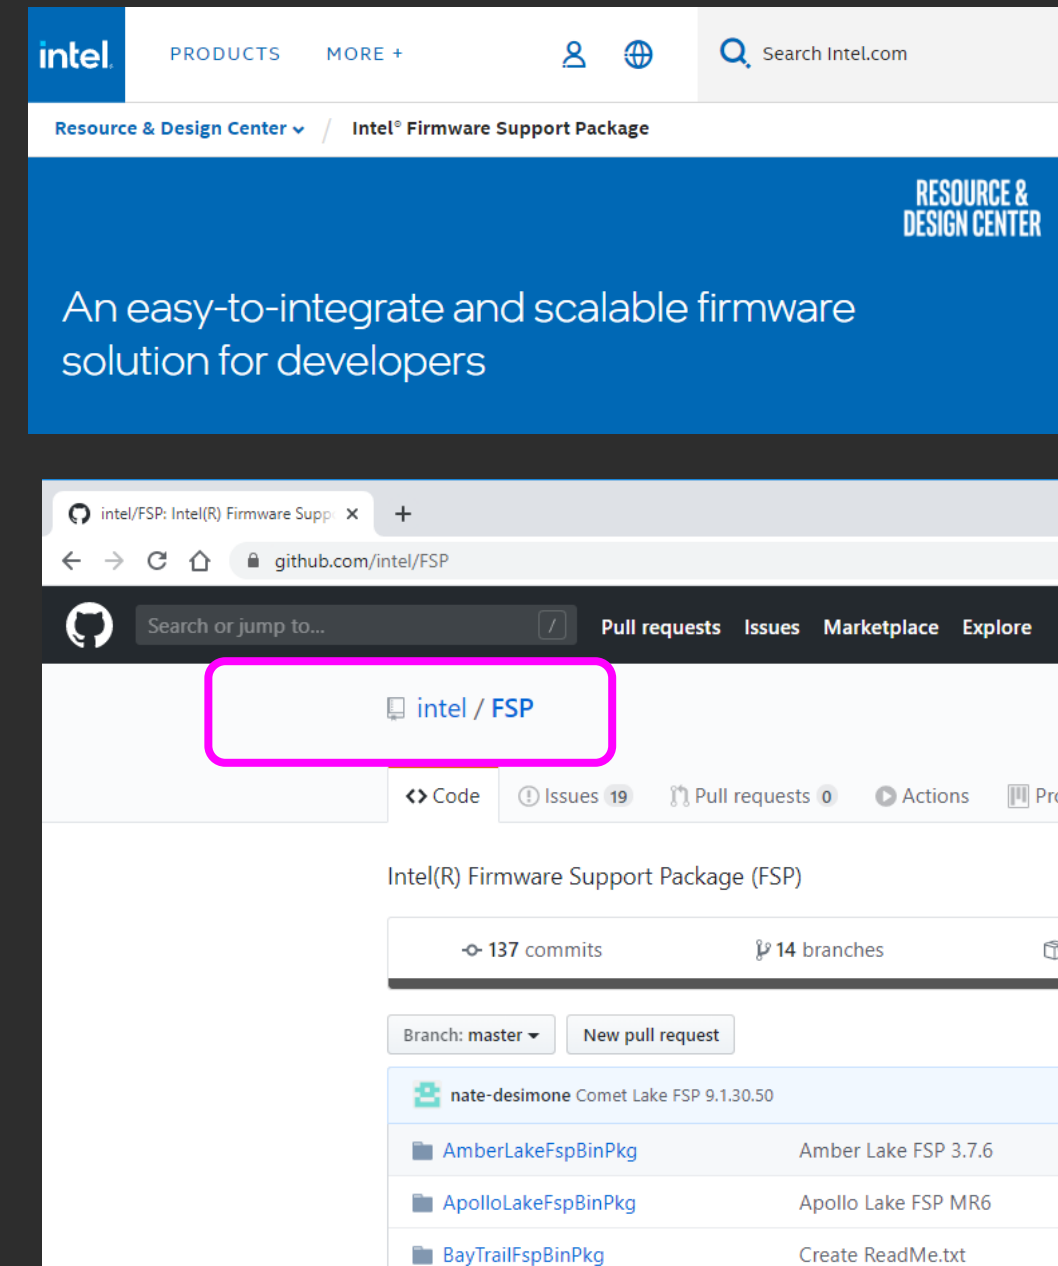 intel.
PRODUCTS MORE + Search Intel.com
Resource & Design Center / Intel® Firmware Support Package
RESOURCE &
DESIGN CENTER
An easy-to-integrate and scalable firmware
solution for developers
intel/FSP: Intel(R) Firmware Supp
github.com/intel/FSP
Search or jump to... / Pull requests Issues Marketplace Explore
intel / FSP
Code Issues 19 Pull requests 0 Actions Pro
Intel(R) Firmware Support Package (FSP)
137 commits 14 branches
Branch: master New pull request
nate-desimone Comet Lake FSP 9.1.30.50
AmberLakeFspBinPkg Amber Lake FSP 3.7.6
ApolloLakeFspBinPkg Apollo Lake FSP MR6
BayTrailFspBinPkg Create ReadMe.txt